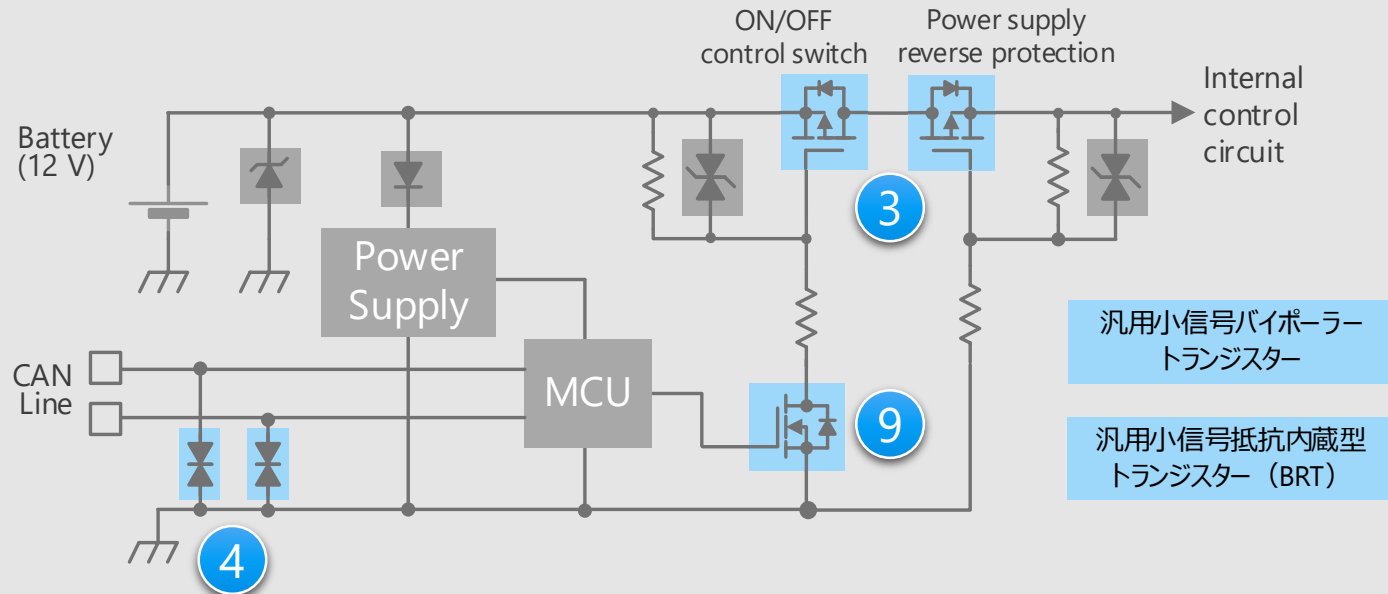 ON/OFF
control switch
Power supply
reverse protection
Internal
control
circuit
Battery
(12 V)
3
Power
Supply
汎用小信号バイポーラー
トランジスター
CAN
Line
MCU
9
汎用小信号抵抗内蔵型
トランジスター（BRT）
4